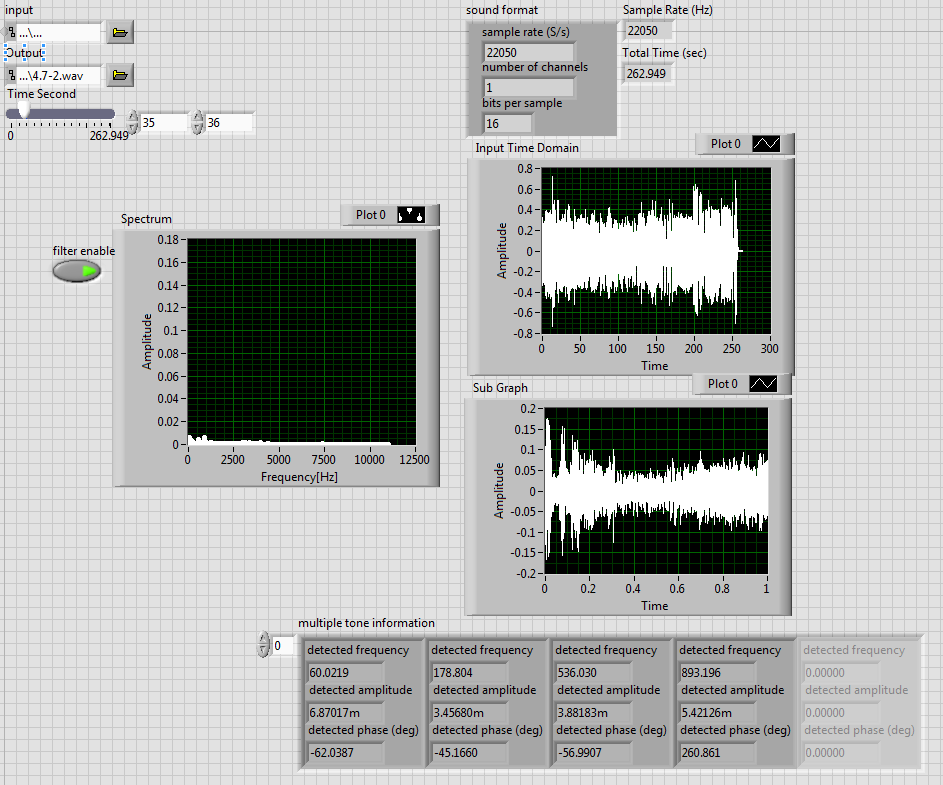 input
...\...
Output
...\4.7-2.wav
Time Second
0 262.949
35 36
sound format
sample rate (S/s)
22050
number of channels
1
bits per sample
16
Sample Rate (Hz)
22050
Total Time (sec)
262.949
filter enable
Spectrum
Plot 0
Amplitude
0.18
0.16
0.14
0.12
0.1
0.08
0.06
0.04
0.02
0
0 2500 5000 7500 10000 12500
Frequency[Hz]
Input Time Domain
Plot 0
Amplitude
0.8
0.6
0.4
0.2
0
-0.2
-0.4
-0.6
-0.8
0 50 100 150 200 250 300
Time
Sub Graph
Plot 0
Amplitude
0.2
0.15
0.1
0.05
0
-0.05
-0.1
-0.15
-0.2
0 0.2 0.4 0.6 0.8 1
Time
multiple tone information
0
detected frequency detected frequency detected frequency detected frequency detected frequency
60.0219 178.804 536.030 893.196 0.00000
detected amplitude detected amplitude detected amplitude detected amplitude detected amplitude
6.87017m 3.45680m 3.88183m 5.42126m 0.00000
detected phase (deg) detected phase (deg) detected phase (deg) detected phase (deg) detected phase (deg)
-62.0387 -45.1660 -56.9907 260.861 0.00000